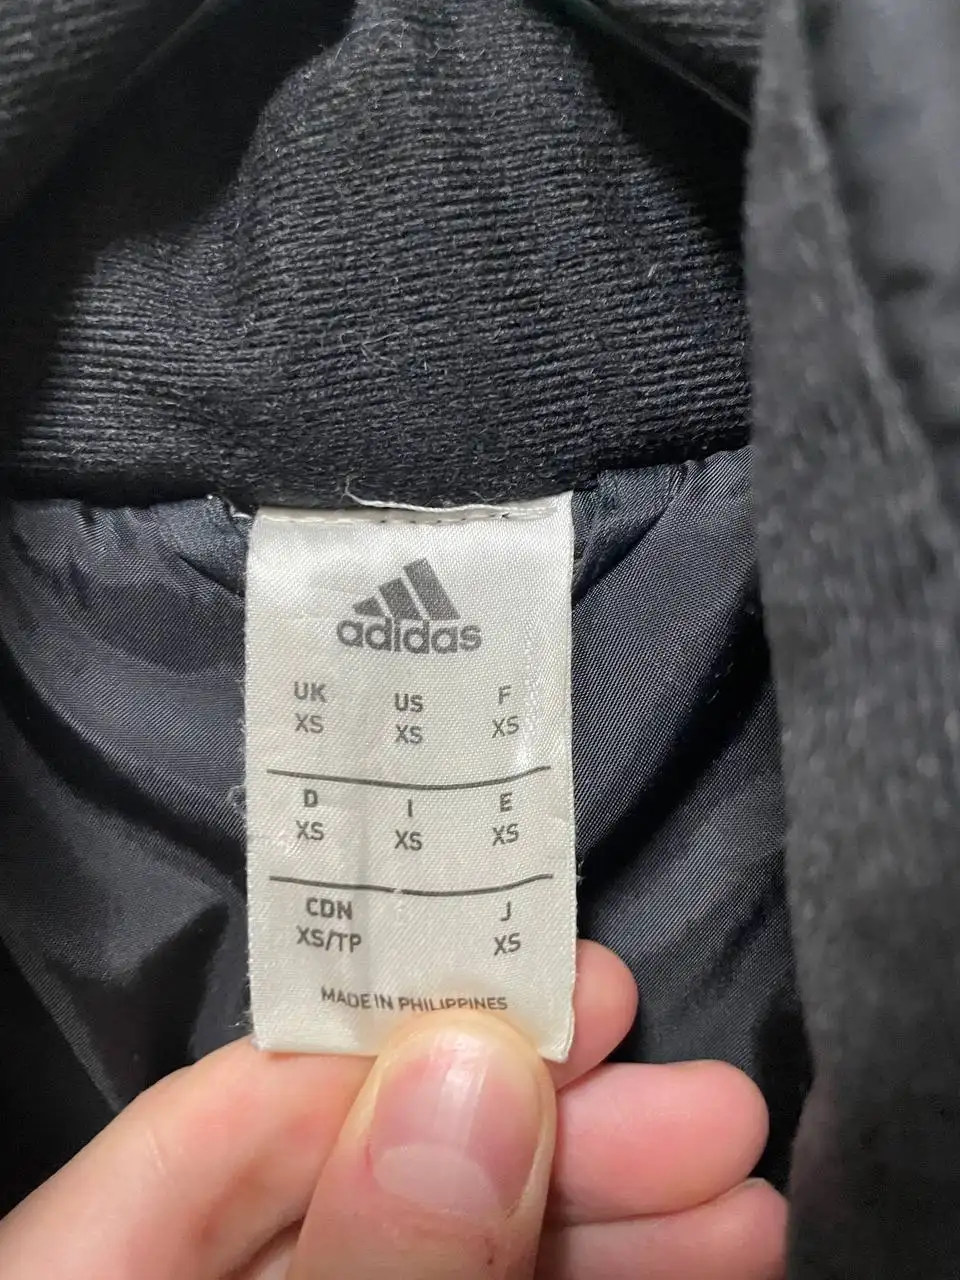 adidas
UK US F
XS XS XS
D I E
XS XS XS
CDN J
XS/TP XS
MADE IN PHILIPPINES